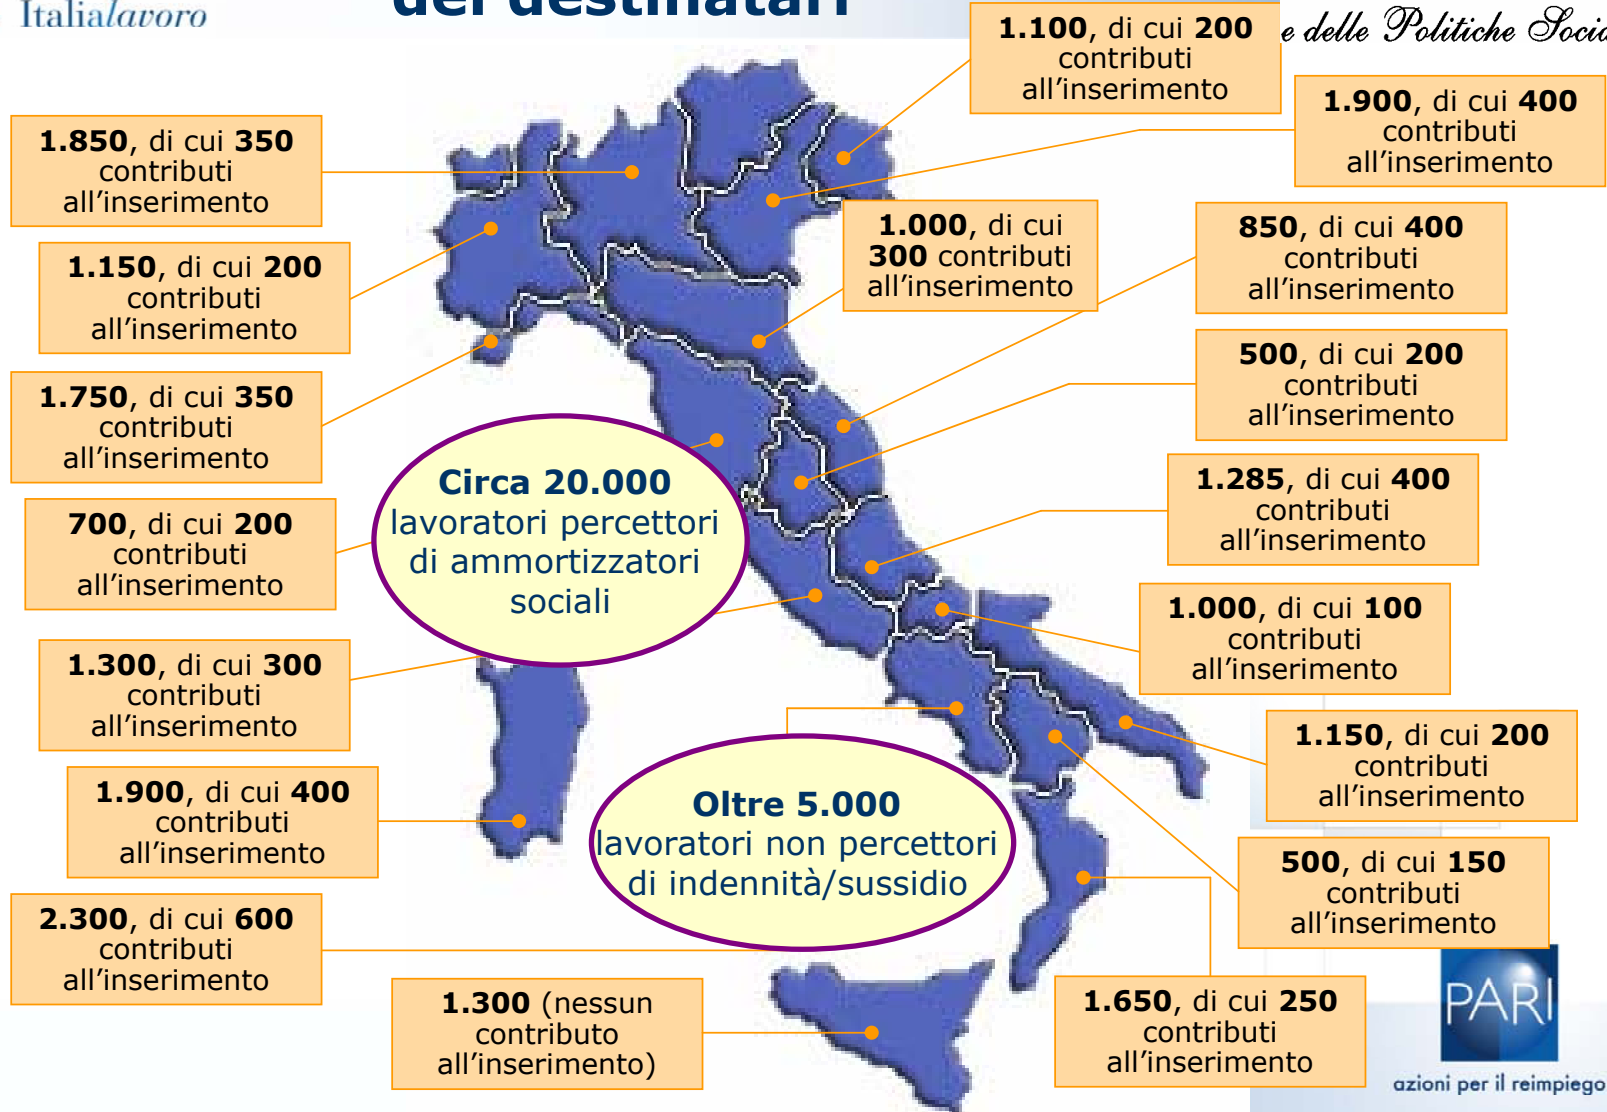 Italialavoro
dei destinatari
e delle Politiche
1.100, di cui 200
contributi
all'inserimento
1.900, di cui 400
contributi
all'inserimento
1.850, di cui 350
contributi
all'inserimento
1.000, di cui
300 contributi
all'inserimento
850, di cui 400
contributi
all'inserimento
1.150, di cui 200
contributi
all'inserimento
500, di cui 200
contributi
all'inserimento
1.750, di cui 350
contributi
all'inserimento
Circa 20.000
lavoratori percettori
di ammortizzatori
sociali
1.285, di cui 400
contributi
all'inserimento
700, di cui 200
contributi
all'inserimento
1.000, di cui 100
contributi
all'inserimento
1.300, di cui 300
contributi
all'inserimento
1.150, di cui 200
contributi
all'inserimento
1.900, di cui 400
contributi
all'inserimento
Oltre 5.000
lavoratori non percettori
di indennità/sussidio
500, di cui 150
contributi
all'inserimento
2.300, di cui 600
contributi
all'inserimento
1.300 (nessun
contributo
all'inserimento)
1.650, di cui 250
contributi
all'inserimento
PARI
azioni per il reimpiego